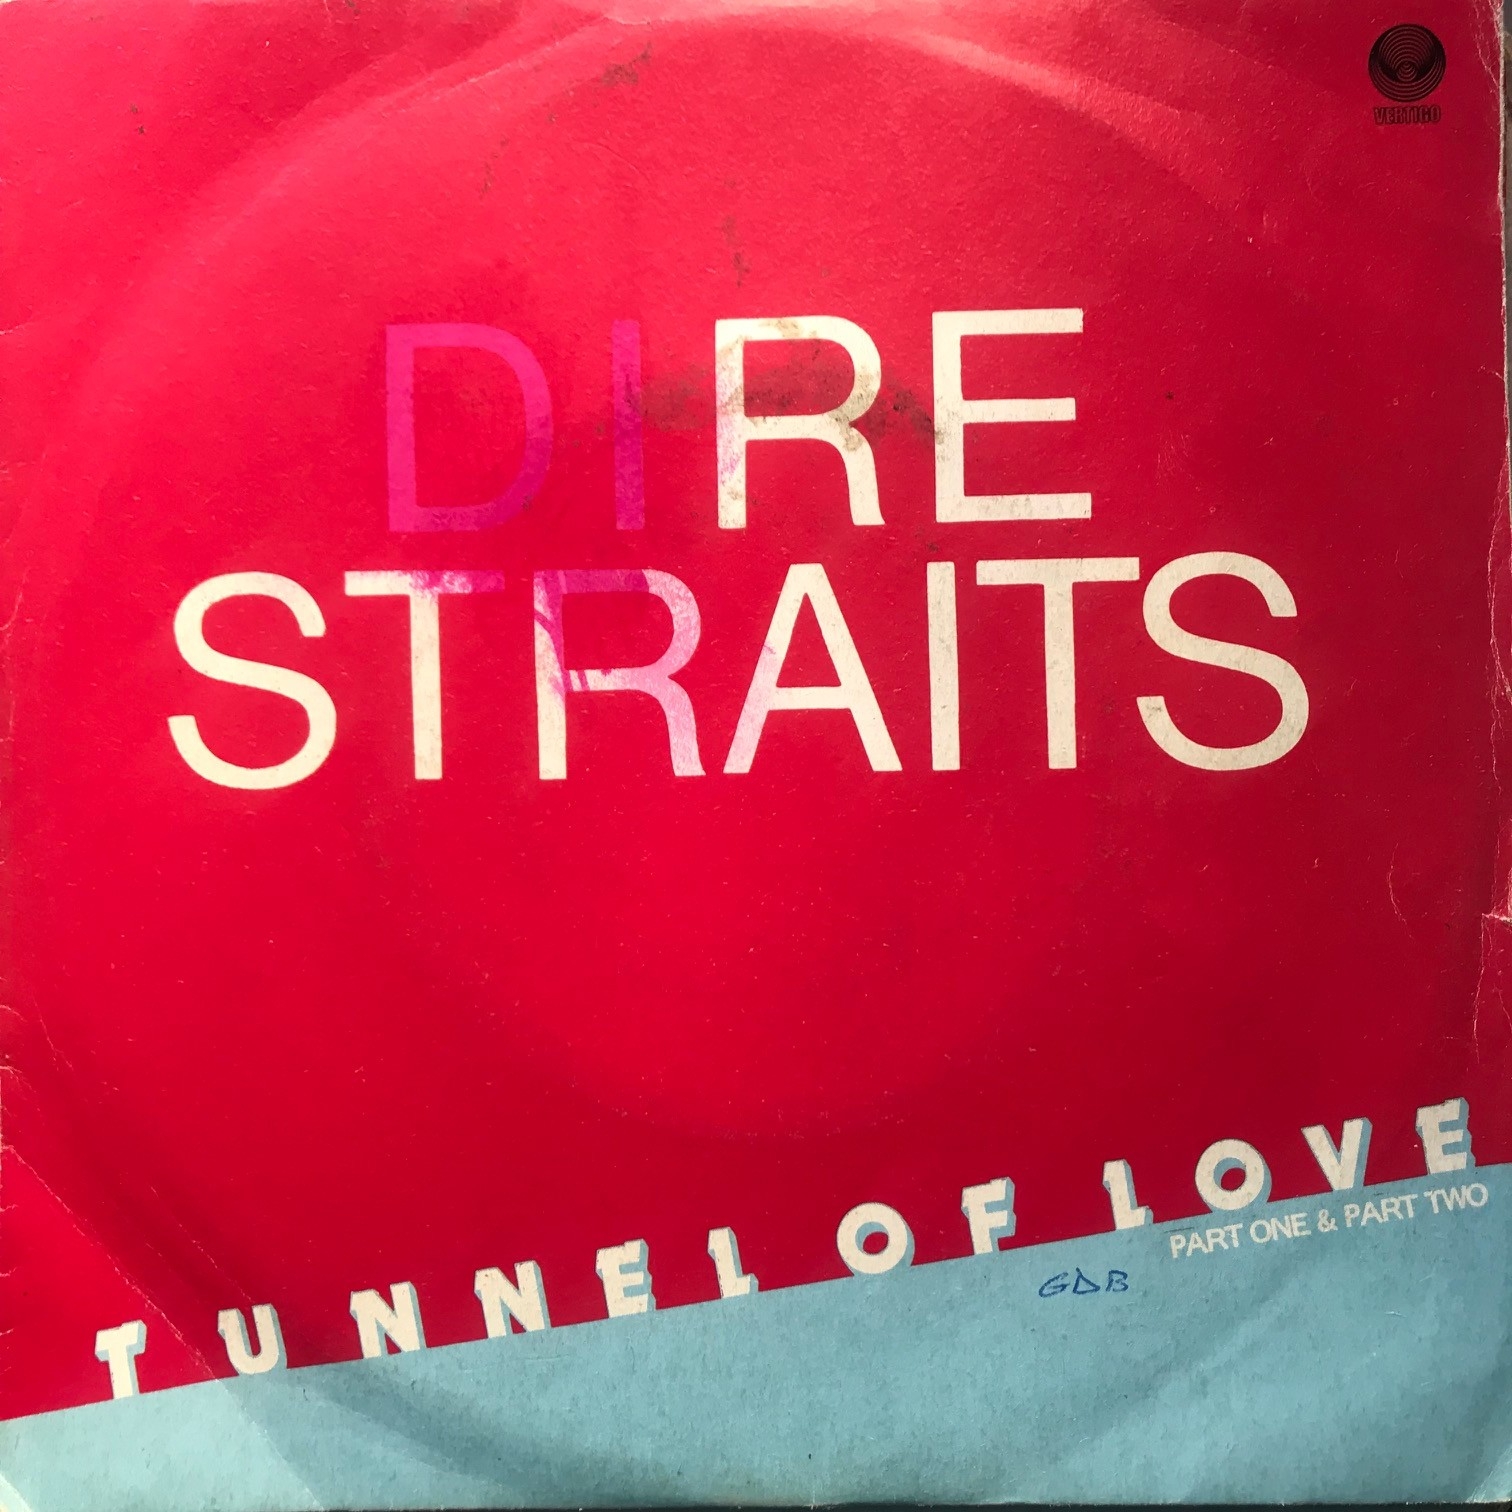 VERTIGO
DIRE
STRAITS
TUNNEL OF LOVE
PART ONE & PART TWO
GDB